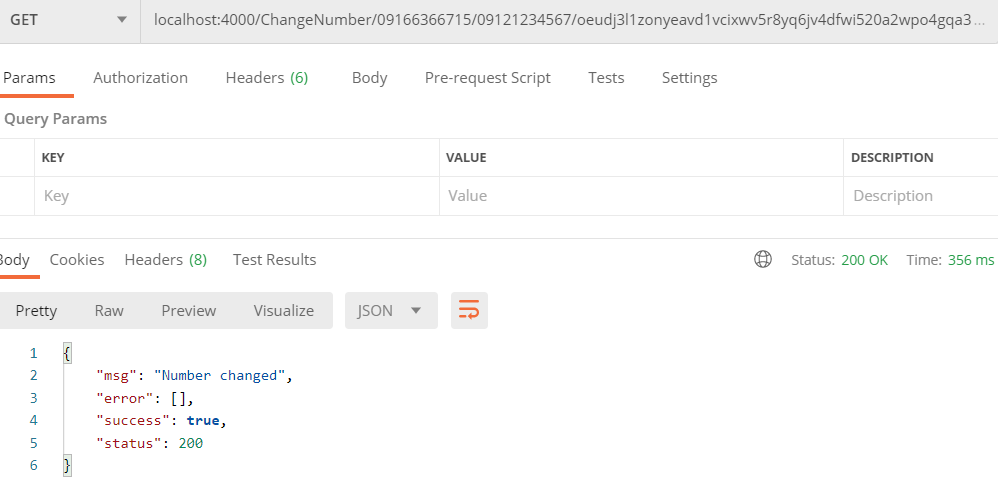 GET localhost:4000/ChangeNumber/09166366715/09121234567/oeudj3l1zonyeavd1vcixwv5r8yq6jv4dfwi520a2wpo4gqa3...
Params Authorization Headers (6) Body Pre-request Script Tests Settings
Query Params
KEY VALUE DESCRIPTION
Key Value Description
Body Cookies Headers (8) Test Results Status: 200 OK Time: 356 ms
Pretty Raw Preview Visualize JSON
1 {
2 "msg": "Number changed",
3 "error": [],
4 "success": true,
5 "status": 200
6 }